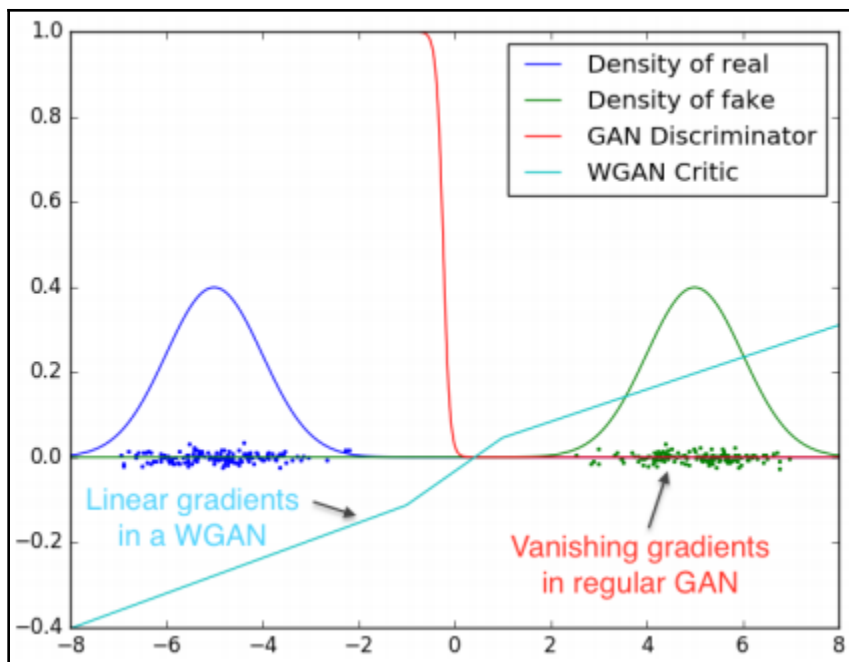 1.0
0.8
0.6
0.4
0.2
0.0
−0.2
−0.4
−8
−6
−4
−2
0
2
4
6
8
Density of real
Density of fake
GAN Discriminator
WGAN Critic
Linear gradients
in a WGAN
Vanishing gradients
in regular GAN